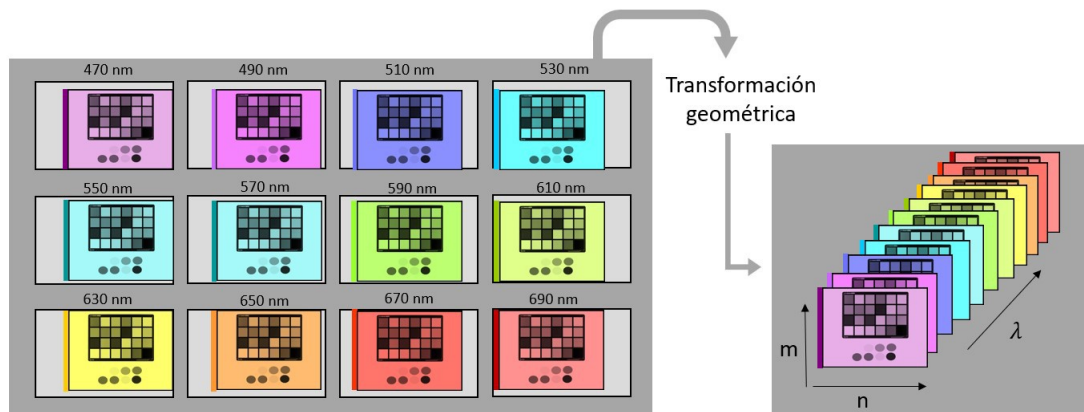 470 nm
490 nm
510 nm
530 nm
550 nm
570 nm
590 nm
610 nm
630 nm
650 nm
670 nm
690 nm
Transformación
geométrica
m
n
λ